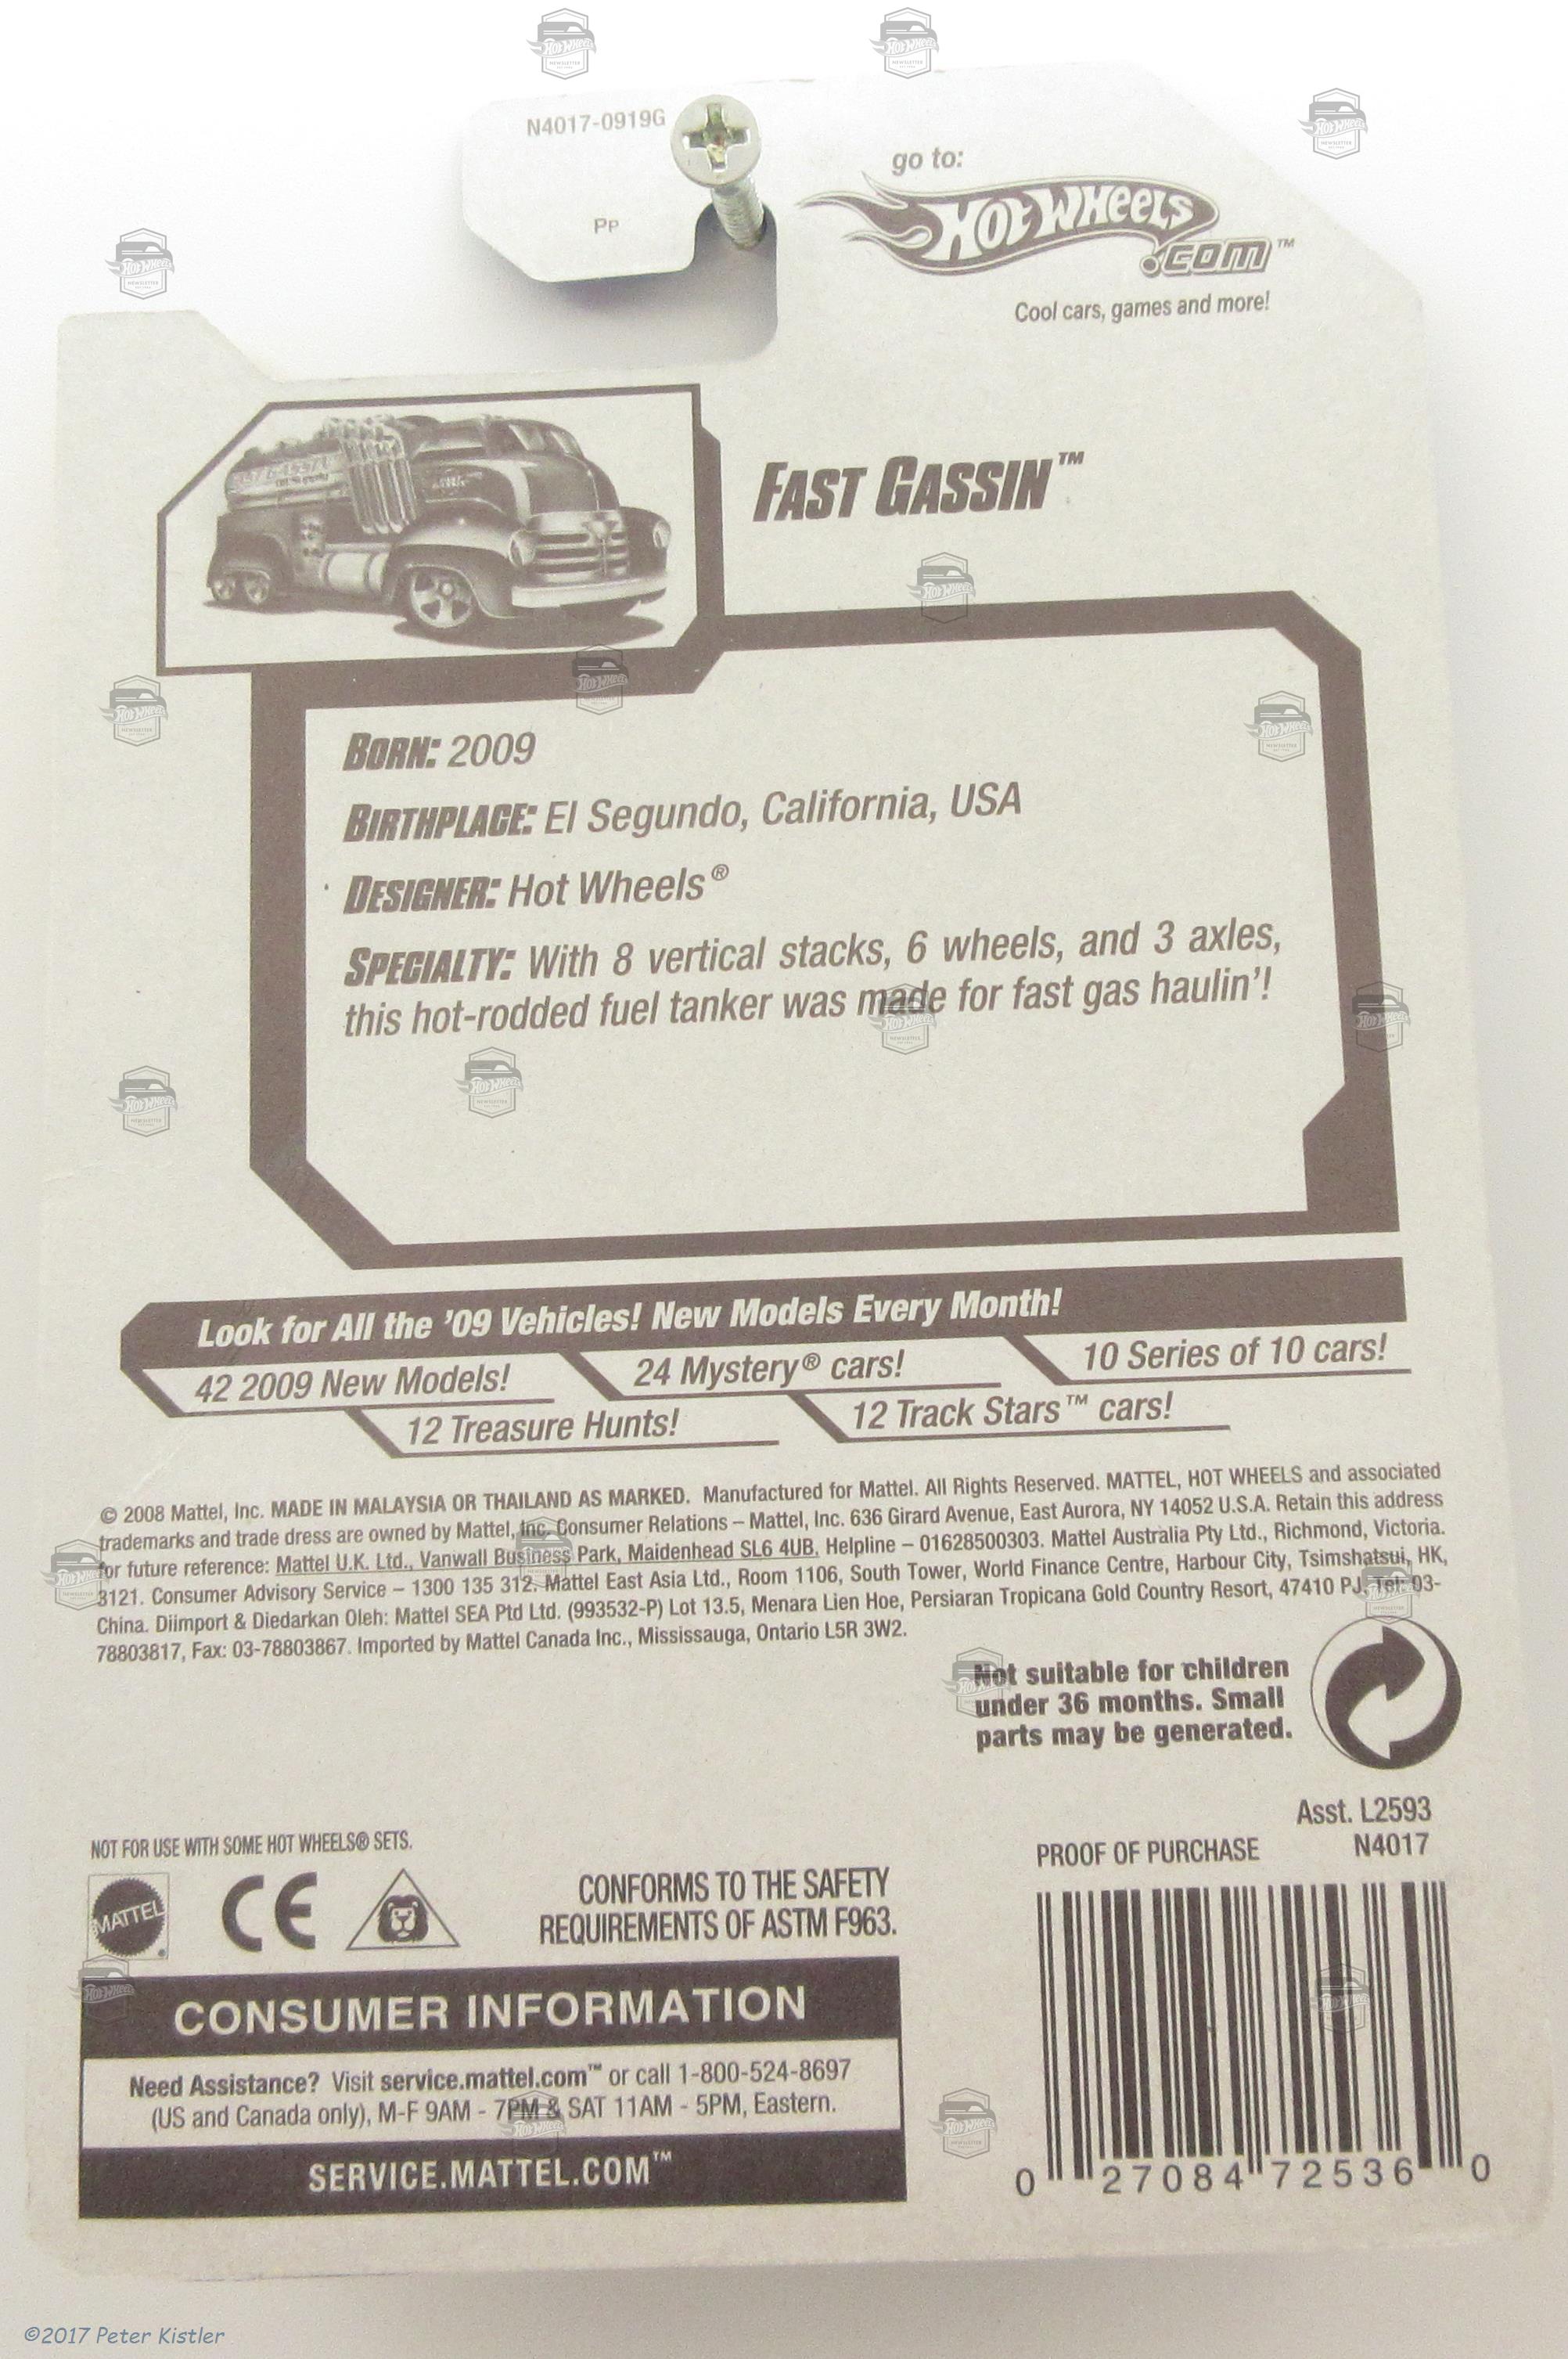 N4017-0919G
PP
go to:
HOT WHEELS
.COM™
Cool cars, games and more!
FAST GASSIN™
BORN: 2009
BIRTHPLACE: El Segundo, California, USA
DESIGNER: Hot Wheels®
SPECIALTY: With 8 vertical stacks, 6 wheels, and 3 axles,
this hot-rodded fuel tanker was made for fast gas haulin'!
Look for All the '09 Vehicles! New Models Every Month!
42 2009 New Models!
24 Mystery® cars!
10 Series of 10 cars!
12 Treasure Hunts!
12 Track Stars™ cars!
© 2008 Mattel, Inc. MADE IN MALAYSIA OR THAILAND AS MARKED. Manufactured for Mattel. All Rights Reserved. MATTEL, HOT WHEELS and associated
trademarks and trade dress are owned by Mattel, Inc. Consumer Relations – Mattel, Inc. 636 Girard Avenue, East Aurora, NY 14052 U.S.A. Retain this address
for future reference: Mattel U.K. Ltd., Vanwall Business Park, Maidenhead SL6 4UB. Helpline – 01628500303. Mattel Australia Pty Ltd., Richmond, Victoria.
3121. Consumer Advisory Service – 1300 135 312. Mattel East Asia Ltd., Room 1106, South Tower, World Finance Centre, Harbour City, Tsimshatsui, HK,
China. Diimport & Diedarkan Oleh: Mattel SEA Ptd Ltd. (993532-P) Lot 13.5, Menara Lien Hoe, Persiaran Tropicana Gold Country Resort, 47410 PJ. Tel: 03-
78803817, Fax: 03-78803867. Imported by Mattel Canada Inc., Mississauga, Ontario L5R 3W2.
Not suitable for children
under 36 months. Small
parts may be generated.
Asst. L2593
PROOF OF PURCHASE N4017
NOT FOR USE WITH SOME HOT WHEELS® SETS.
MATTEL
CE
CONFORMS TO THE SAFETY
REQUIREMENTS OF ASTM F963.
CONSUMER INFORMATION
Need Assistance? Visit service.mattel.com™ or call 1-800-524-8697
(US and Canada only), M-F 9AM - 7PM & SAT 11AM - 5PM, Eastern.
SERVICE.MATTEL.COM™
0 27084 72536 0
©2017 Peter Kistler